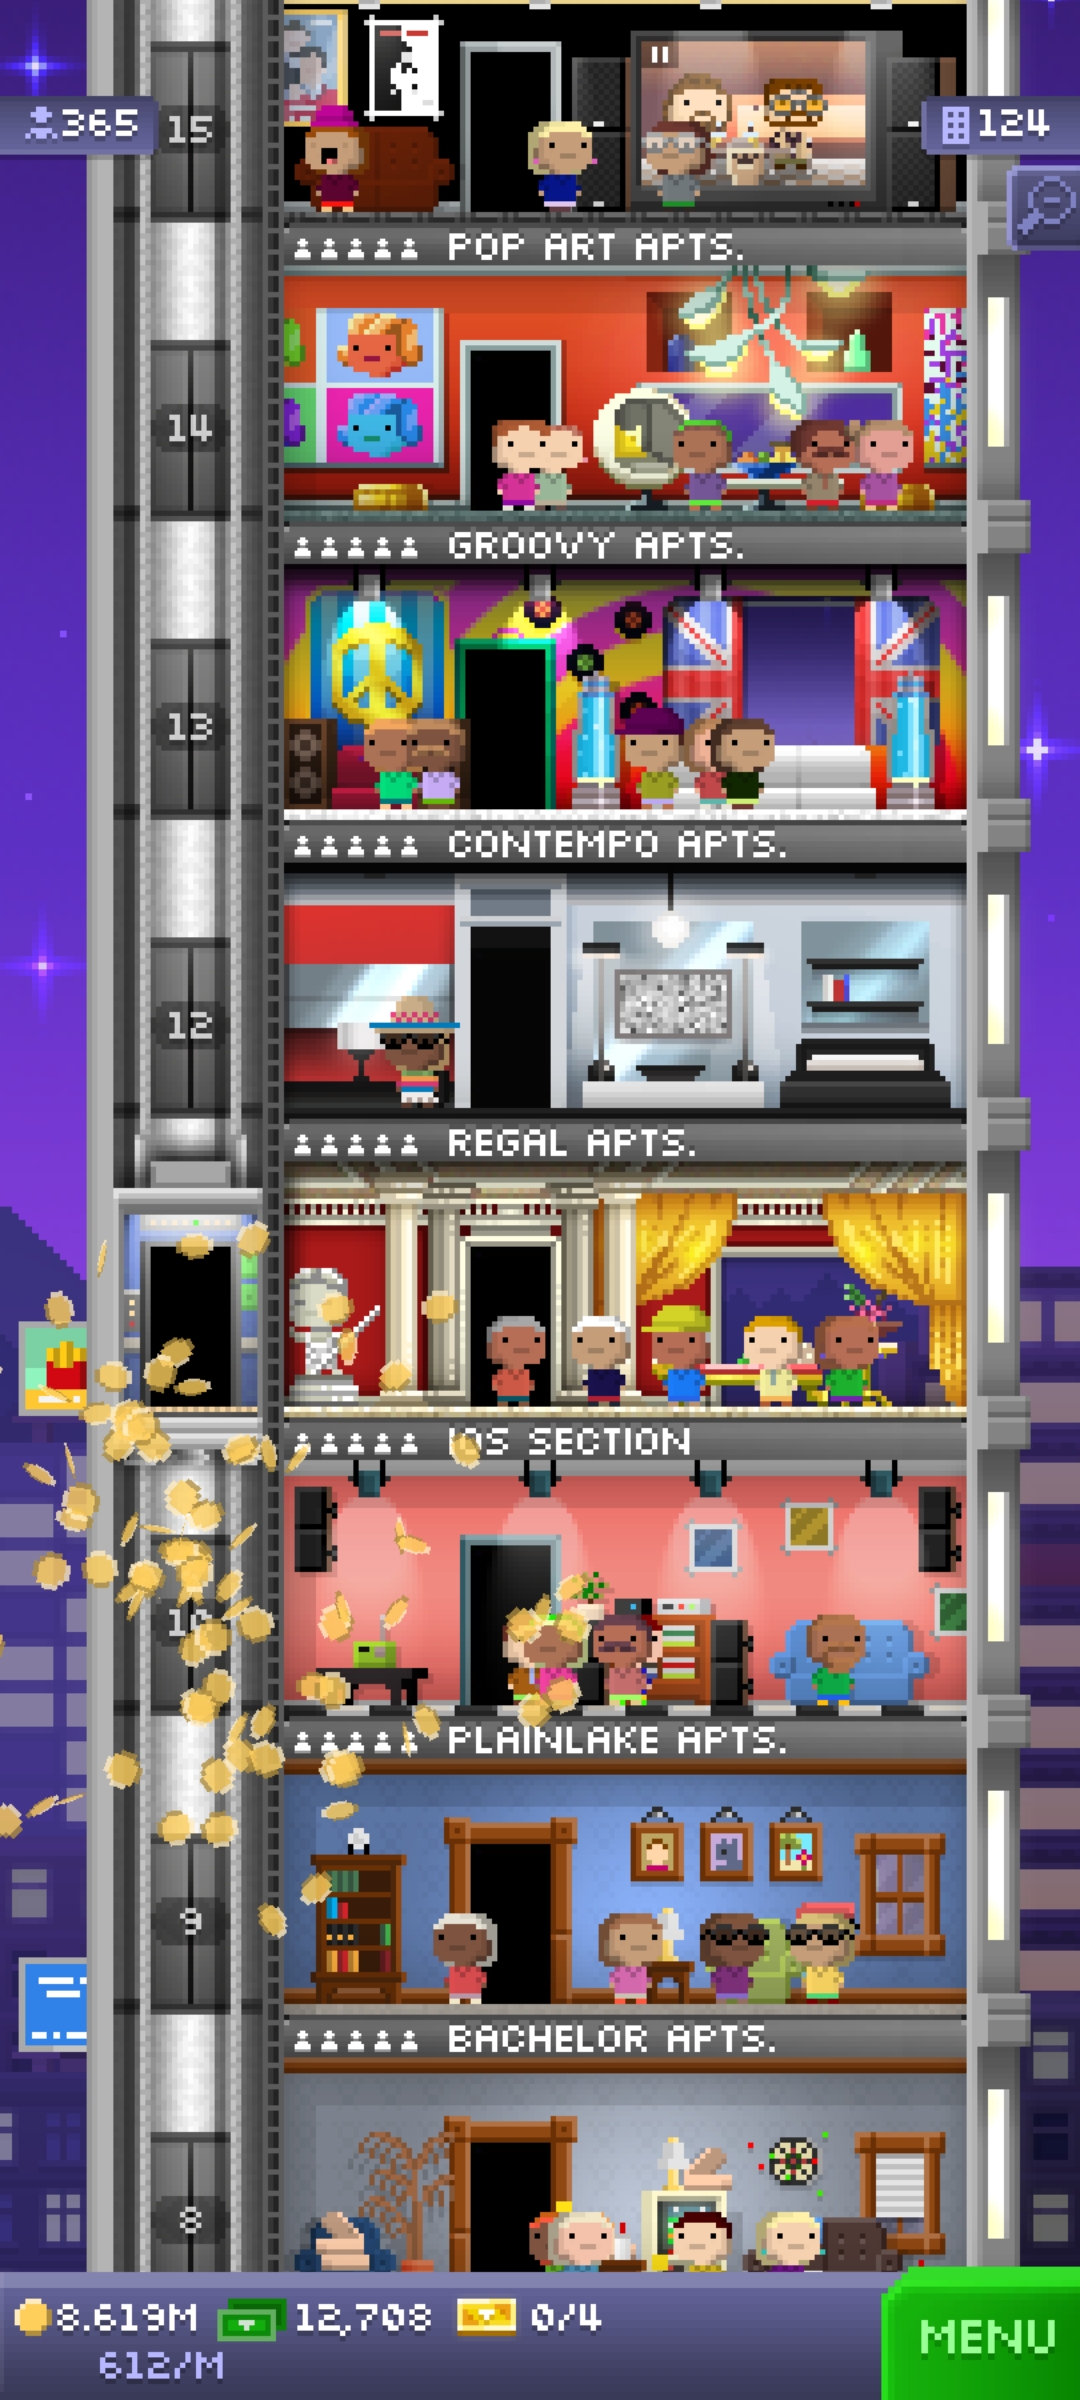 365
15
124
POP ART APTS.
14
GROOVY APTS.
13
CONTEMPO APTS.
12
REGAL APTS.
SECTION
10
PLAINLAKE APTS.
9
BACHELOR APTS.
8
8.619M
12,708
0/4
612/M
MENU